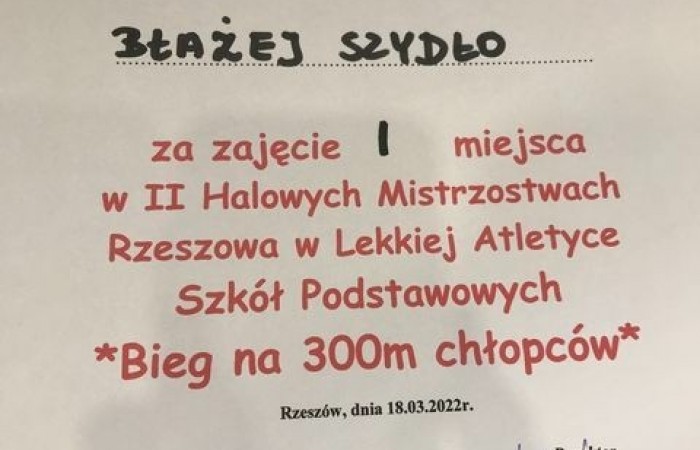 BŁAŻEJ SZYDŁO
za zajęcie I miejsca
w II Halowych Mistrzostwach
Rzeszowa w Lekkiej Atletyce
Szkół Podstawowych
*Bieg na 300m chłopców*
Rzeszów, dnia 18.03.2022r.